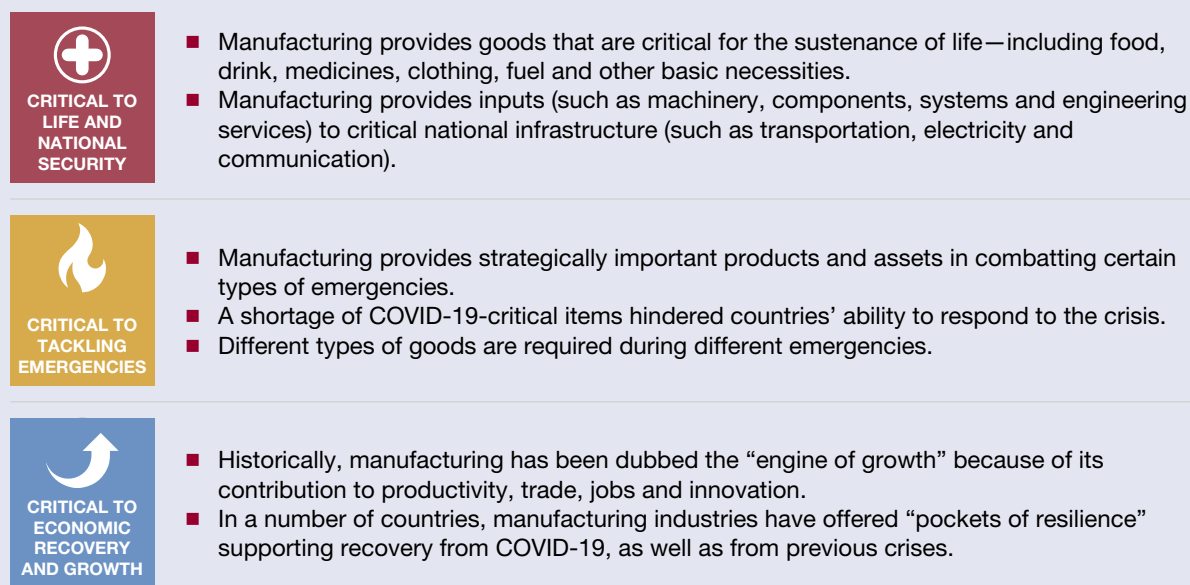 CRITICAL TO
LIFE AND
NATIONAL
SECURITY
■ Manufacturing provides goods that are critical for the sustenance of life—including food,
drink, medicines, clothing, fuel and other basic necessities.
■ Manufacturing provides inputs (such as machinery, components, systems and engineering
services) to critical national infrastructure (such as transportation, electricity and
communication).
CRITICAL TO
TACKLING
EMERGENCIES
■ Manufacturing provides strategically important products and assets in combatting certain
types of emergencies.
■ A shortage of COVID-19-critical items hindered countries’ ability to respond to the crisis.
■ Different types of goods are required during different emergencies.
CRITICAL TO
ECONOMIC
RECOVERY
AND GROWTH
■ Historically, manufacturing has been dubbed the “engine of growth” because of its
contribution to productivity, trade, jobs and innovation.
■ In a number of countries, manufacturing industries have offered “pockets of resilience”
supporting recovery from COVID-19, as well as from previous crises.